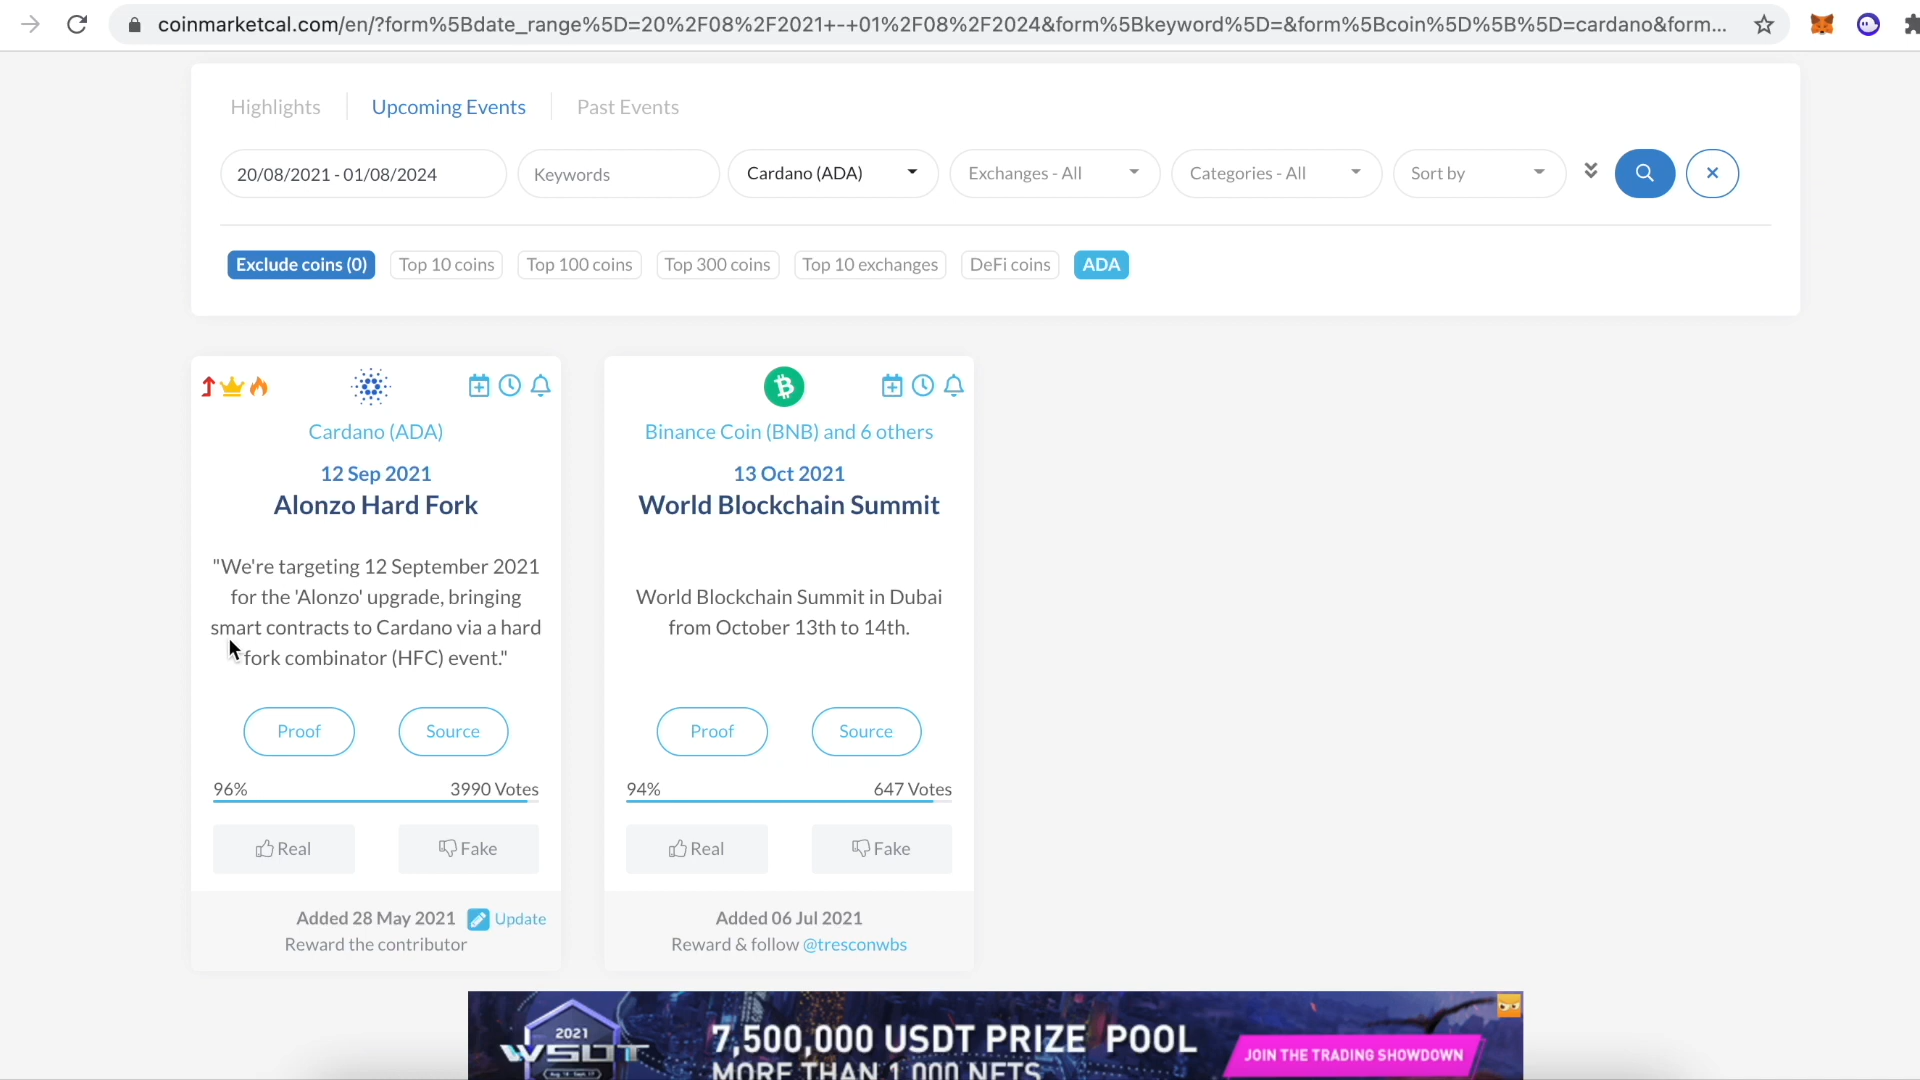 coinmarketcal.com/en/?form%5Bdate_range%5D=20%2F08%2F2021+-+01%2F08%2F2024&form%5Bkeyword%5D=&form%5Bcoin%5D%5B%5D=cardano&form...
Highlights Upcoming Events Past Events
20/08/2021 - 01/08/2024 Keywords Cardano (ADA) Exchanges - All Categories - All Sort by
Exclude coins (0) Top 10 coins Top 100 coins Top 300 coins Top 10 exchanges DeFi coins ADA
Cardano (ADA)
12 Sep 2021
Alonzo Hard Fork
"We're targeting 12 September 2021
for the 'Alonzo' upgrade, bringing
smart contracts to Cardano via a hard
fork combinator (HFC) event."
Proof Source
96% 3990 Votes
Real Fake
Added 28 May 2021 Update
Reward the contributor
Binance Coin (BNB) and 6 others
13 Oct 2021
World Blockchain Summit
World Blockchain Summit in Dubai
from October 13th to 14th.
Proof Source
94% 647 Votes
Real Fake
Added 06 Jul 2021
Reward & follow @tresconwbs
2021
WSOT
7,500,000 USDT PRIZE POOL
MORE THAN 1,000 NFTS
JOIN THE TRADING SHOWDOWN